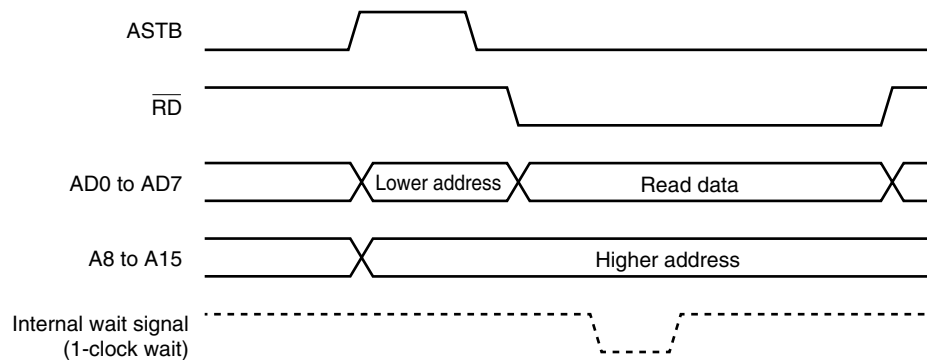 ASTB
RD
AD0 to AD7
Lower address
Read data
A8 to A15
Higher address
Internal wait signal
(1-clock wait)